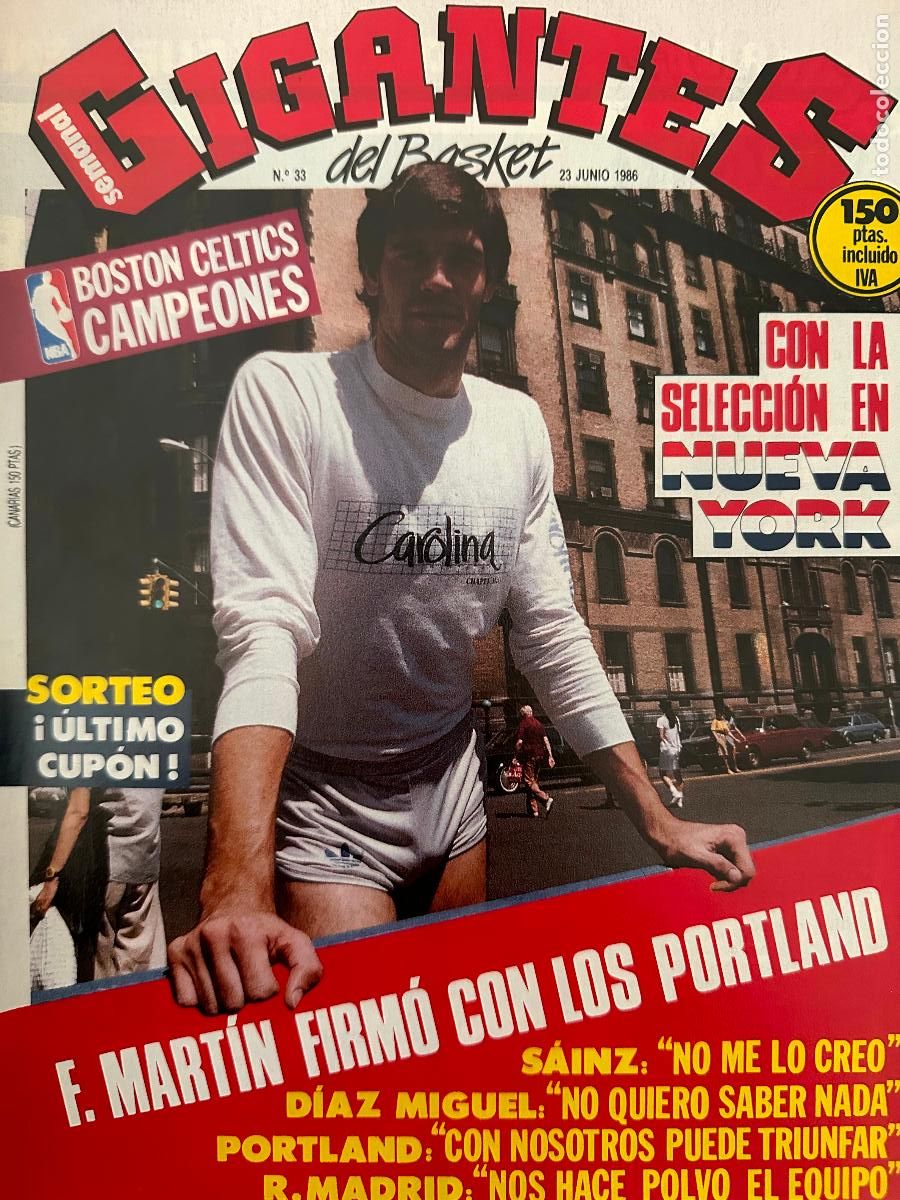 semanal
GIGANTES
del Basket
N.º 33
23 JUNIO 1986
150
ptas.
incluido
IVA
BOSTON CELTICS
CAMPEONES
NBA
CON LA
SELECCIÓN EN
NUEVA
YORK
(CANARIAS 150 PTAS)
Carolina
SORTEO
¡ÚLTIMO
CUPÓN!
F. MARTÍN FIRMÓ CON LOS PORTLAND
SÁINZ: "NO ME LO CREO"
DÍAZ MIGUEL: "NO QUIERO SABER NADA"
PORTLAND: "CON NOSOTROS PUEDE TRIUNFAR"
R. MADRID: "NOS HACE POLVO EL EQUIPO"
todocoleccion